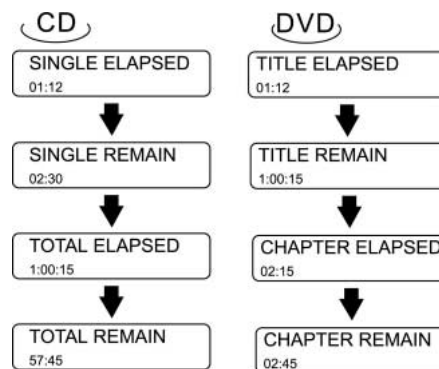 CD
SINGLE ELAPSED
01:12
SINGLE REMAIN
02:30
TOTAL ELAPSED
1:00:15
TOTAL REMAIN
57:45
DVD
TITLE ELAPSED
01:12
TITLE REMAIN
1:00:15
CHAPTER ELAPSED
02:15
CHAPTER REMAIN
02:45